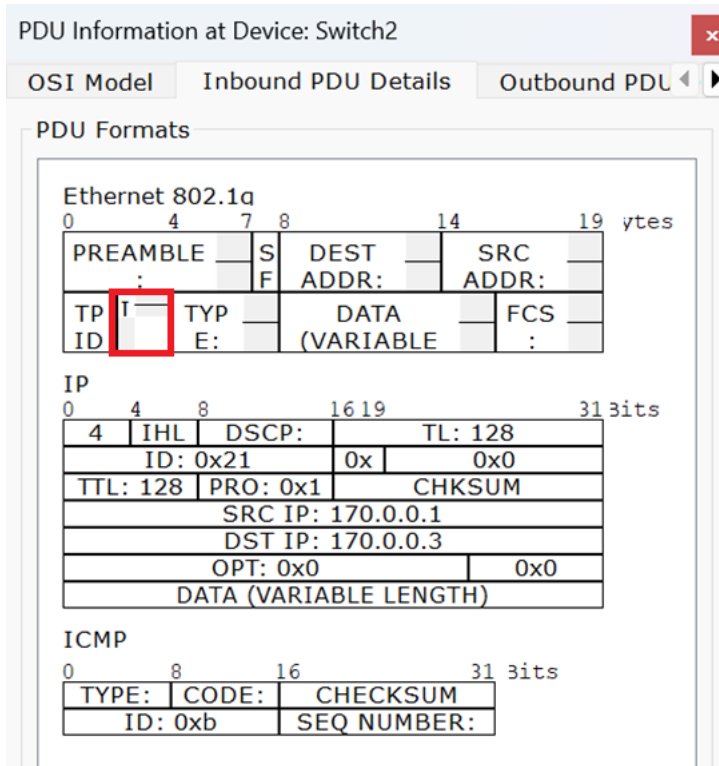 PDU Information at Device: Switch2
x
OSI Model Inbound PDU Details Outbound PDU
PDU Formats
Ethernet 802.1q
0 4 7 8 14 19 ytes
PREAMBLE : S F DEST ADDR: SRC ADDR:
TP ID T TYP E: DATA (VARIABLE FCS :
IP
0 4 8 16 19 31 Bits
4 IHL DSCP: TL: 128
ID: 0x21 0x 0x0
TTL: 128 PRO: 0x1 CHKSUM
SRC IP: 170.0.0.1
DST IP: 170.0.0.3
OPT: 0x0 0x0
DATA (VARIABLE LENGTH)
ICMP
0 8 16 31 Bits
TYPE: CODE: CHECKSUM
ID: 0xb SEQ NUMBER: